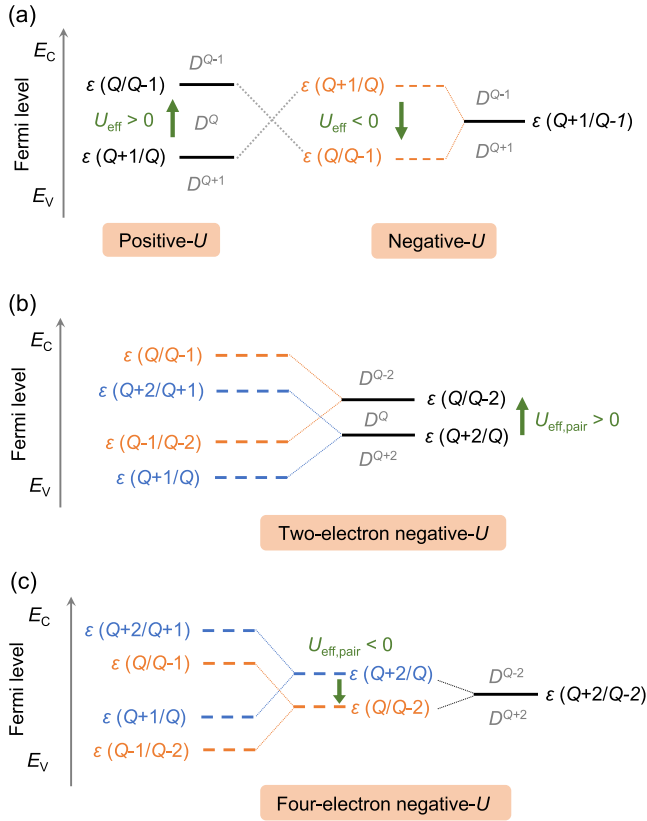 (a)
Fermi level
E_C
E_V
ε (Q/Q-1)
D^Q-1
U_eff > 0
D^Q
ε (Q+1/Q)
D^Q+1
Positive-U
ε (Q+1/Q)
U_eff < 0
ε (Q/Q-1)
D^Q-1
ε (Q+1/Q-1)
D^Q+1
Negative-U
(b)
Fermi level
E_C
E_V
ε (Q/Q-1)
ε (Q+2/Q+1)
ε (Q-1/Q-2)
ε (Q+1/Q)
D^Q-2
ε (Q/Q-2)
D^Q
ε (Q+2/Q)
D^Q+2
U_eff,pair > 0
Two-electron negative-U
(c)
Fermi level
E_C
E_V
ε (Q+2/Q+1)
ε (Q/Q-1)
ε (Q+1/Q)
ε (Q-1/Q-2)
U_eff,pair < 0
ε (Q+2/Q)
ε (Q/Q-2)
D^Q-2
ε (Q+2/Q-2)
D^Q+2
Four-electron negative-U